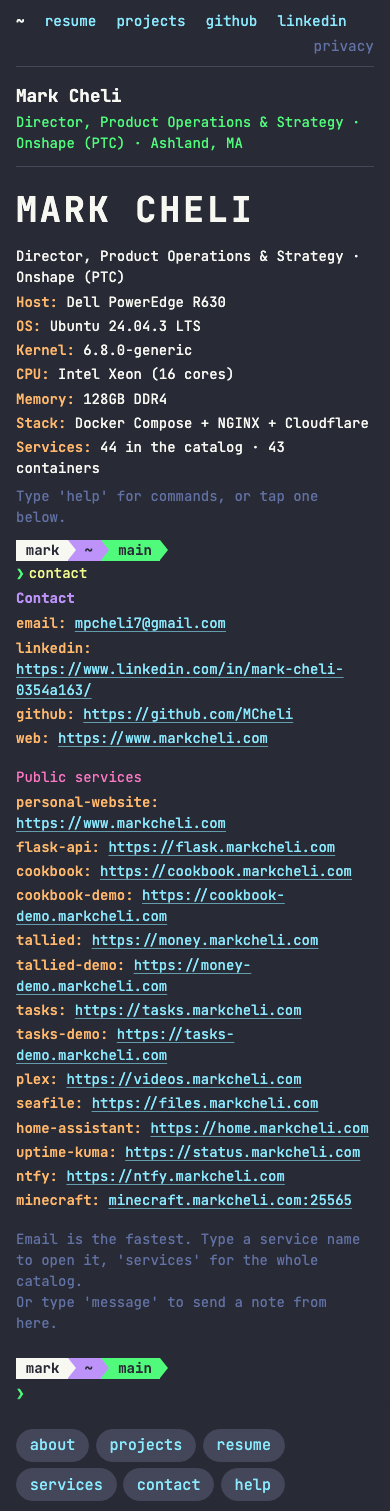 ~ resume projects github linkedin
privacy
Mark Cheli
Director, Product Operations & Strategy ·
Onshape (PTC) · Ashland, MA
MARK CHELI
Director, Product Operations & Strategy ·
Onshape (PTC)
Host: Dell PowerEdge R630
OS: Ubuntu 24.04.3 LTS
Kernel: 6.8.0-generic
CPU: Intel Xeon (16 cores)
Memory: 128GB DDR4
Stack: Docker Compose + NGINX + Cloudflare
Services: 44 in the catalog · 43
containers
Type 'help' for commands, or tap one
below.
mark ~ main
❯ contact
Contact
email: mpcheli7@gmail.com
linkedin:
https://www.linkedin.com/in/mark-cheli-
0354a163/
github: https://github.com/MCheli
web: https://www.markcheli.com
Public services
personal-website:
https://www.markcheli.com
flask-api: https://flask.markcheli.com
cookbook: https://cookbook.markcheli.com
cookbook-demo: https://cookbook-
demo.markcheli.com
tallied: https://money.markcheli.com
tallied-demo: https://money-
demo.markcheli.com
tasks: https://tasks.markcheli.com
tasks-demo: https://tasks-
demo.markcheli.com
plex: https://videos.markcheli.com
seafile: https://files.markcheli.com
home-assistant: https://home.markcheli.com
uptime-kuma: https://status.markcheli.com
ntfy: https://ntfy.markcheli.com
minecraft: minecraft.markcheli.com:25565
Email is the fastest. Type a service name
to open it, 'services' for the whole
catalog.
Or type 'message' to send a note from
here.
mark ~ main
❯
about projects resume
services contact help